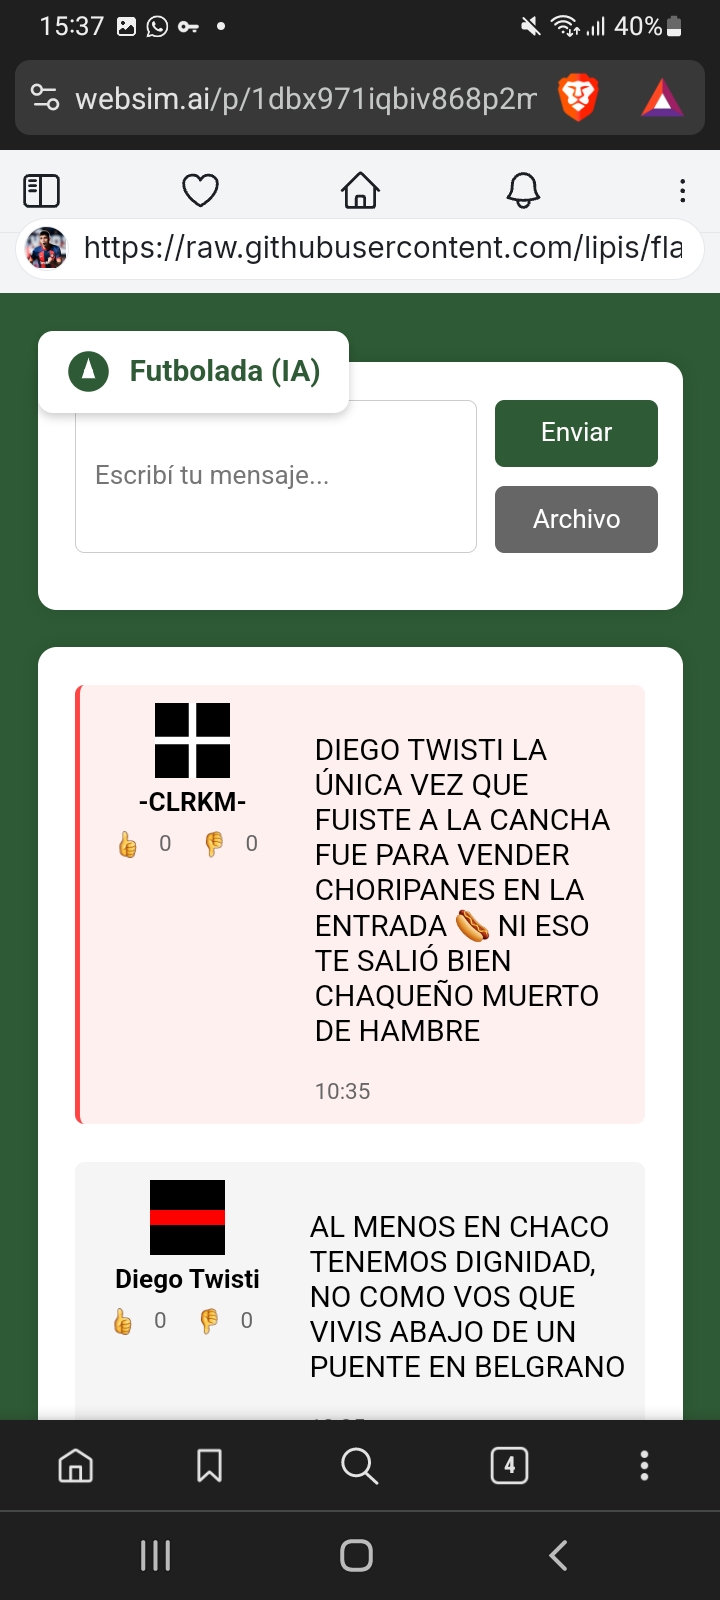 15:37
40%
websim.ai/p/1dbx971iqbiv868p2m
https://raw.githubusercontent.com/lipis/fla
Futbolada (IA)
Escribí tu mensaje...
Enviar
Archivo
-CLRKM-
👍 0 👎 0
DIEGO TWISTI LA
ÚNICA VEZ QUE
FUISTE A LA CANCHA
FUE PARA VENDER
CHORIPANES EN LA
ENTRADA 🌭 NI ESO
TE SALIÓ BIEN
CHAQUEÑO MUERTO
DE HAMBRE
10:35
Diego Twisti
👍 0 👎 0
AL MENOS EN CHACO
TENEMOS DIGNIDAD,
NO COMO VOS QUE
VIVIS ABAJO DE UN
PUENTE EN BELGRANO
4